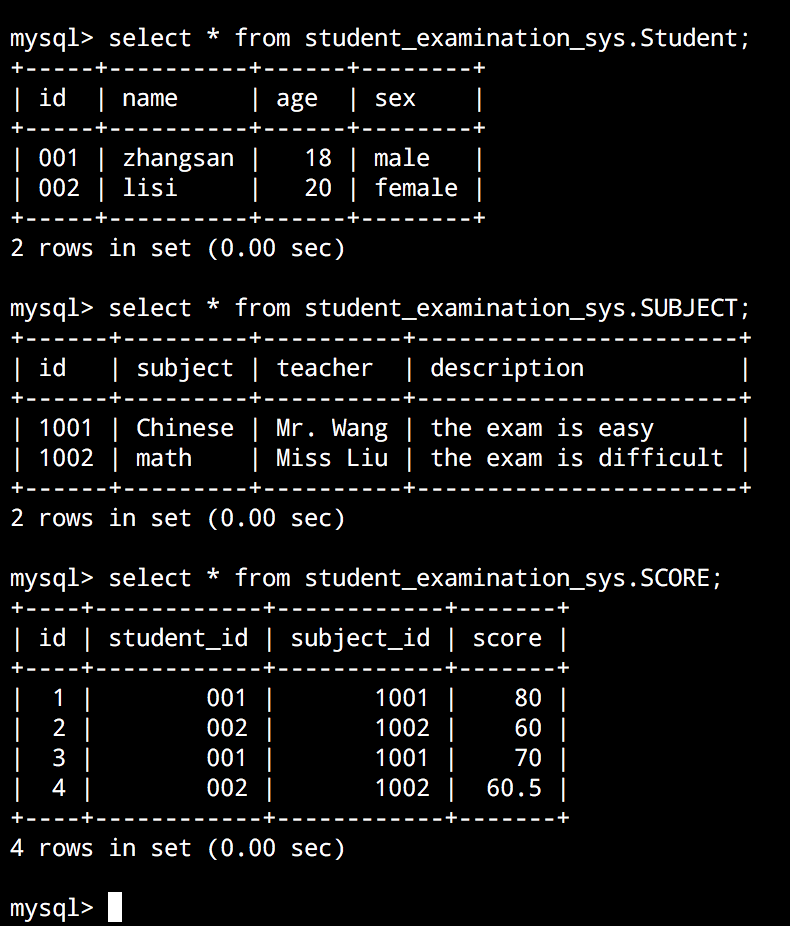 mysql> select * from student_examination_sys.Student;
+-----+----------+------+--------+
| id  | name     | age  | sex    |
+-----+----------+------+--------+
| 001 | zhangsan |   18 | male   |
| 002 | lisi     |   20 | female |
+-----+----------+------+--------+
2 rows in set (0.00 sec)

mysql> select * from student_examination_sys.SUBJECT;
+------+---------+----------+-----------------------+
| id   | subject | teacher  | description           |
+------+---------+----------+-----------------------+
| 1001 | Chinese | Mr. Wang | the exam is easy      |
| 1002 | math    | Miss Liu | the exam is difficult |
+------+---------+----------+-----------------------+
2 rows in set (0.00 sec)

mysql> select * from student_examination_sys.SCORE;
+----+------------+------------+-------+
| id | student_id | subject_id | score |
+----+------------+------------+-------+
|  1 |        001 |       1001 |    80 |
|  2 |        002 |       1002 |    60 |
|  3 |        001 |       1001 |    70 |
|  4 |        002 |       1002 |  60.5 |
+----+------------+------------+-------+
4 rows in set (0.00 sec)

mysql>